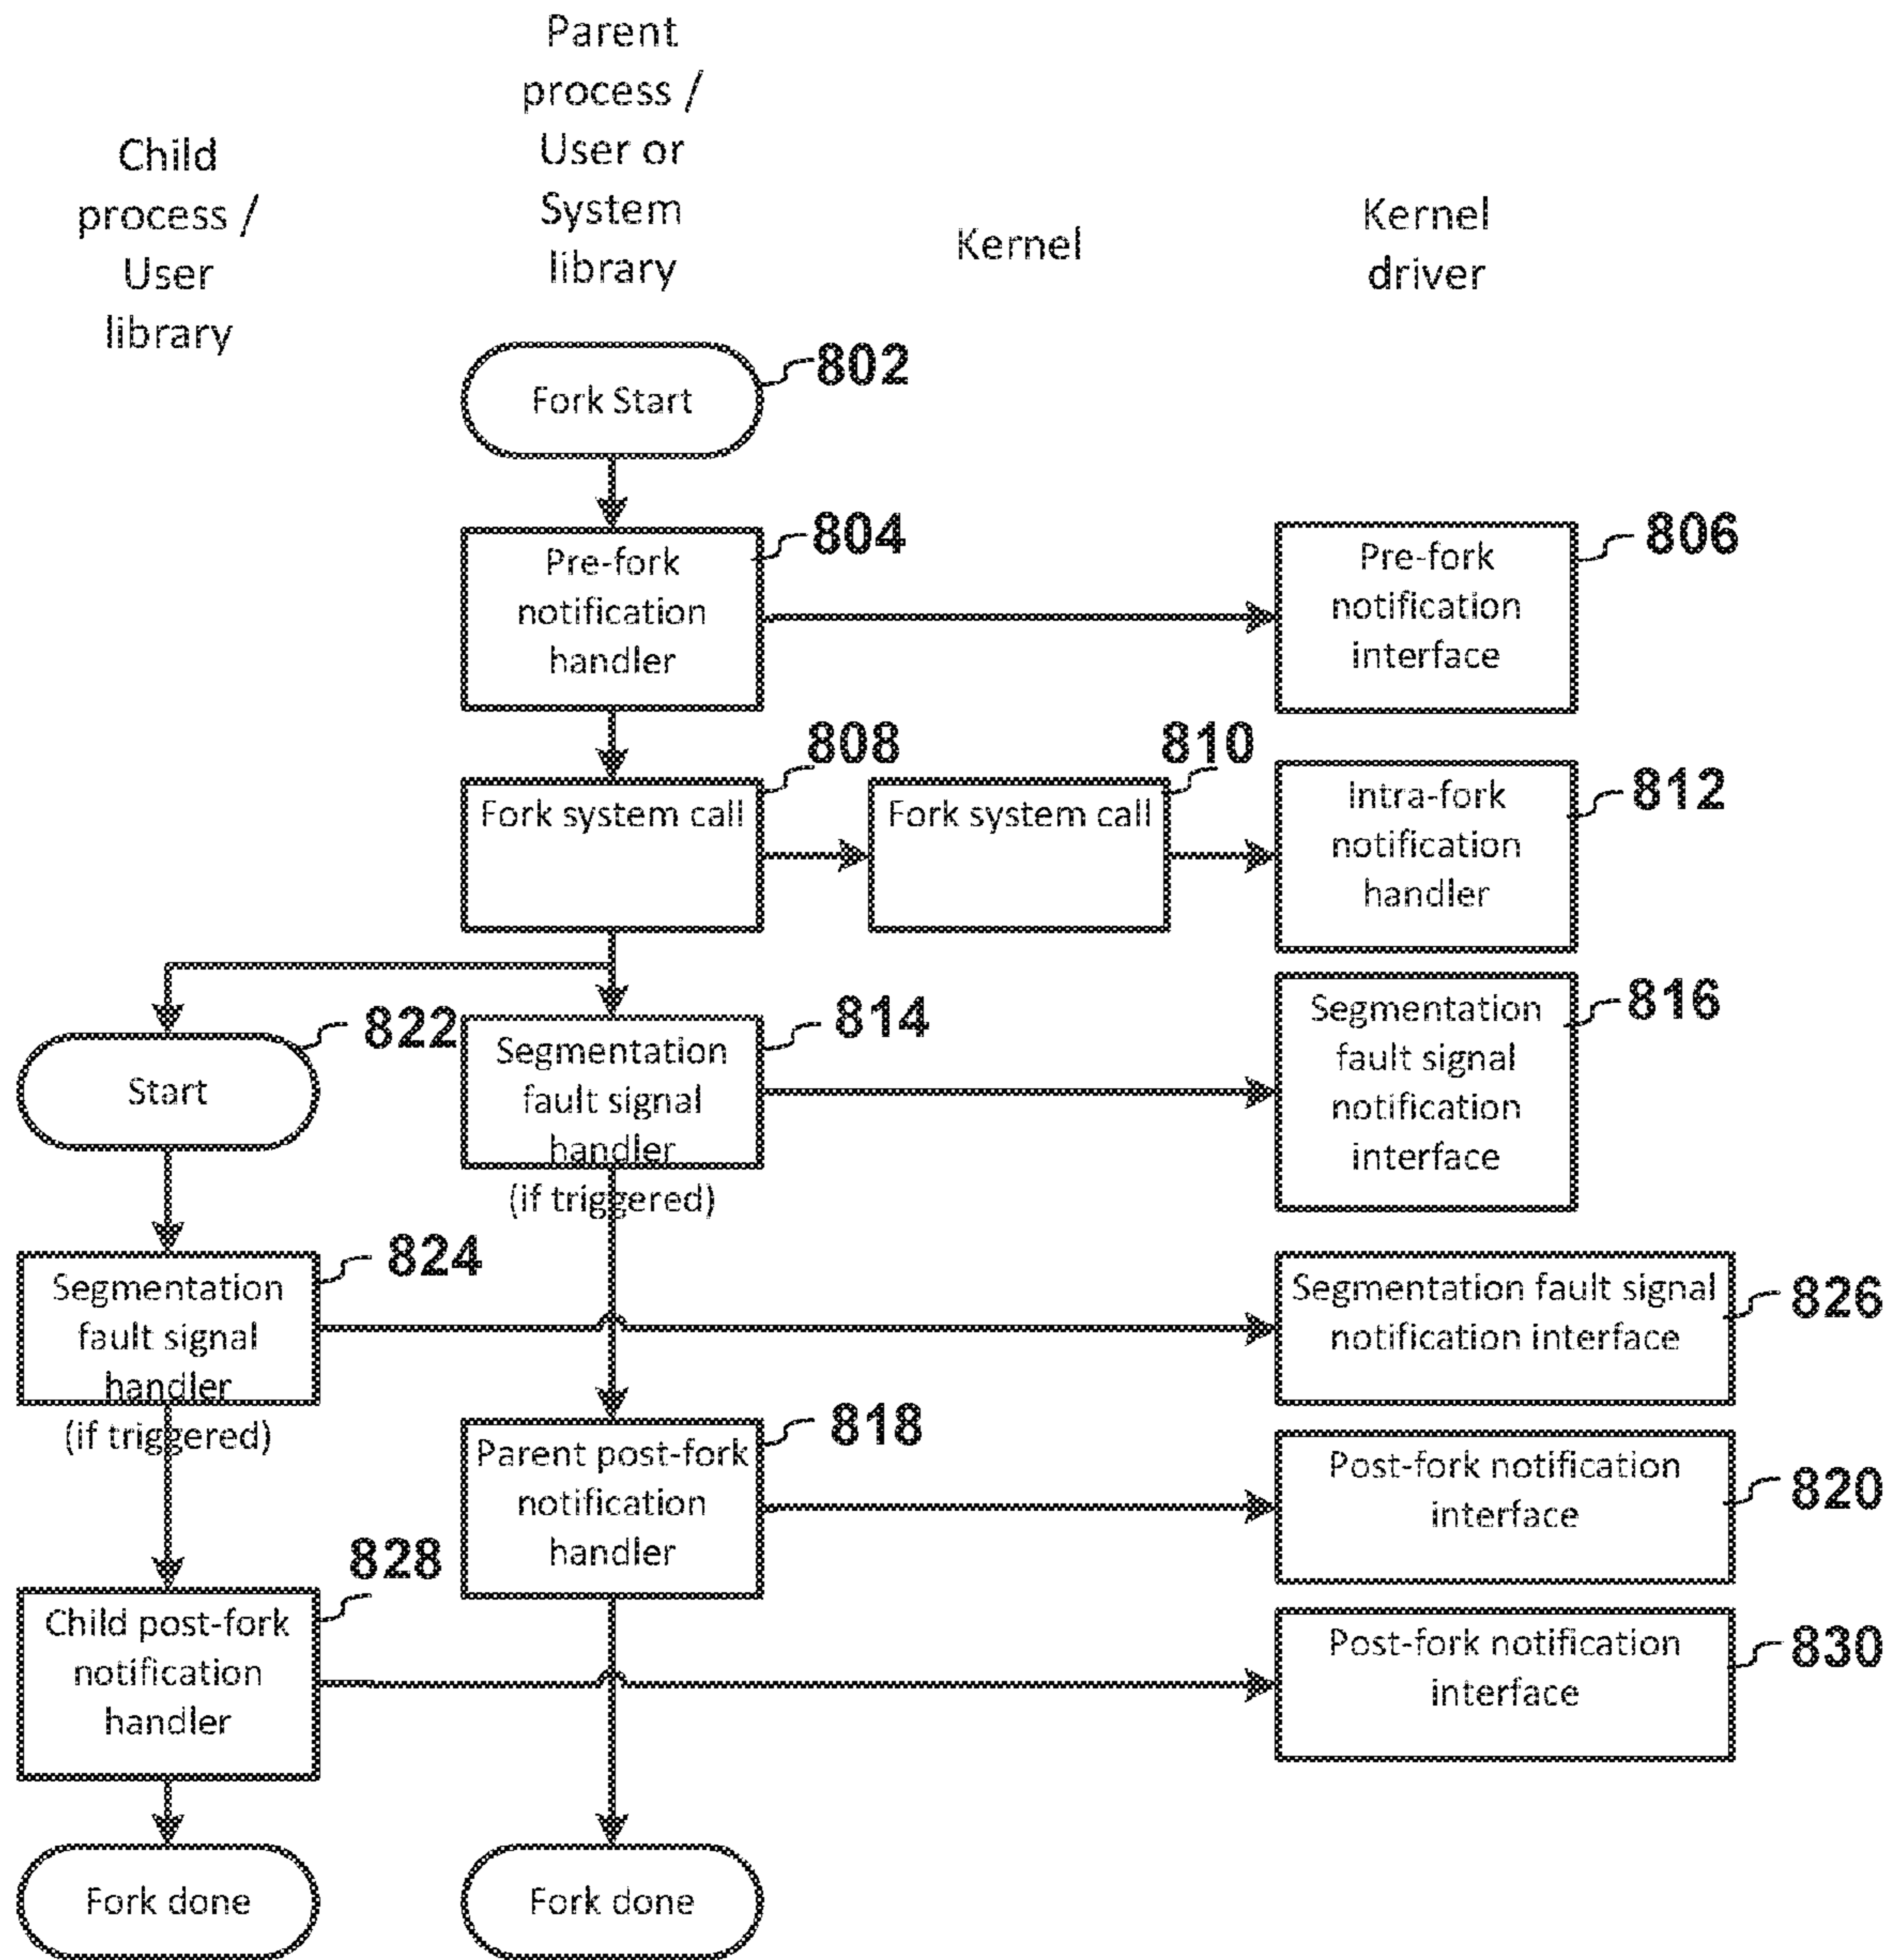 Child
process /
User
library
Parent
process /
User or
System
library
Kernel
Kernel
driver
Fork Start
802
Pre-fork
notification
handler
804
Pre-fork
notification
interface
806
Fork system call
808
Fork system call
810
Intra-fork
notification
handler
812
Start
822
Segmentation
fault signal
handler
(if triggered)
814
Segmentation
fault signal
notification
interface
816
Segmentation
fault signal
handler
(if triggered)
824
Segmentation fault signal
notification interface
826
Parent post-fork
notification
handler
818
Post-fork notification
interface
820
Child post-fork
notification
handler
828
Post-fork notification
interface
830
Fork done
Fork done